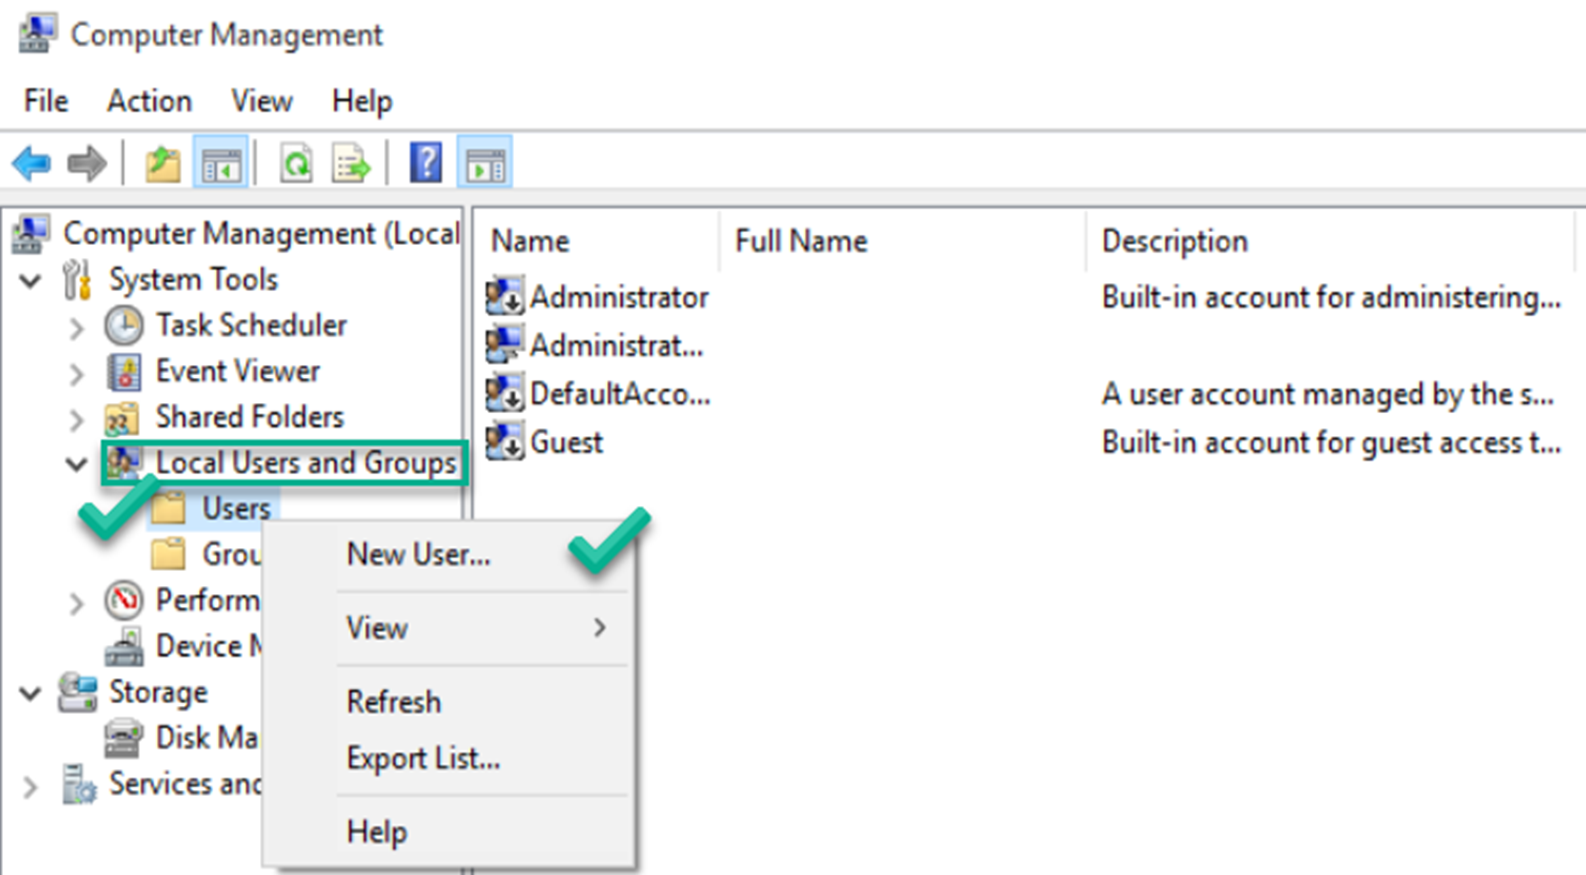 Computer Management
File Action View Help
Computer Management (Local
System Tools
Task Scheduler
Event Viewer
Shared Folders
Local Users and Groups
Users
Grou
Perform
Device M
Storage
Disk Ma
Services and
Name Full Name Description
Administrator Built-in account for administering...
Administrat...
DefaultAcco... A user account managed by the s...
Guest Built-in account for guest access t...
New User...
View
Refresh
Export List...
Help